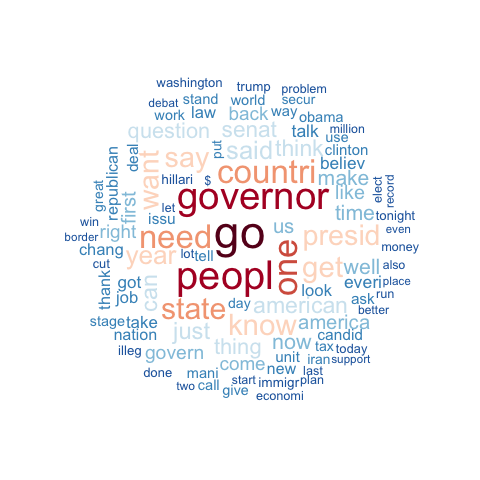 washington trump problem
debat stand world secur
work law back way obama
question senat talk use million
put said think clinton
republican deal say believ
great want hillari $ countri make elect record
first let governor like
win right issu time tonight
border chang need go us presid even
cut year lot tell peopl one get well money
thank also
got can state day look everi place
job american ask run
stage take just know america better
nation thing now candid
illeg govern tax today
come unit iran support
done mani new last
two call start immigr plan
give economi